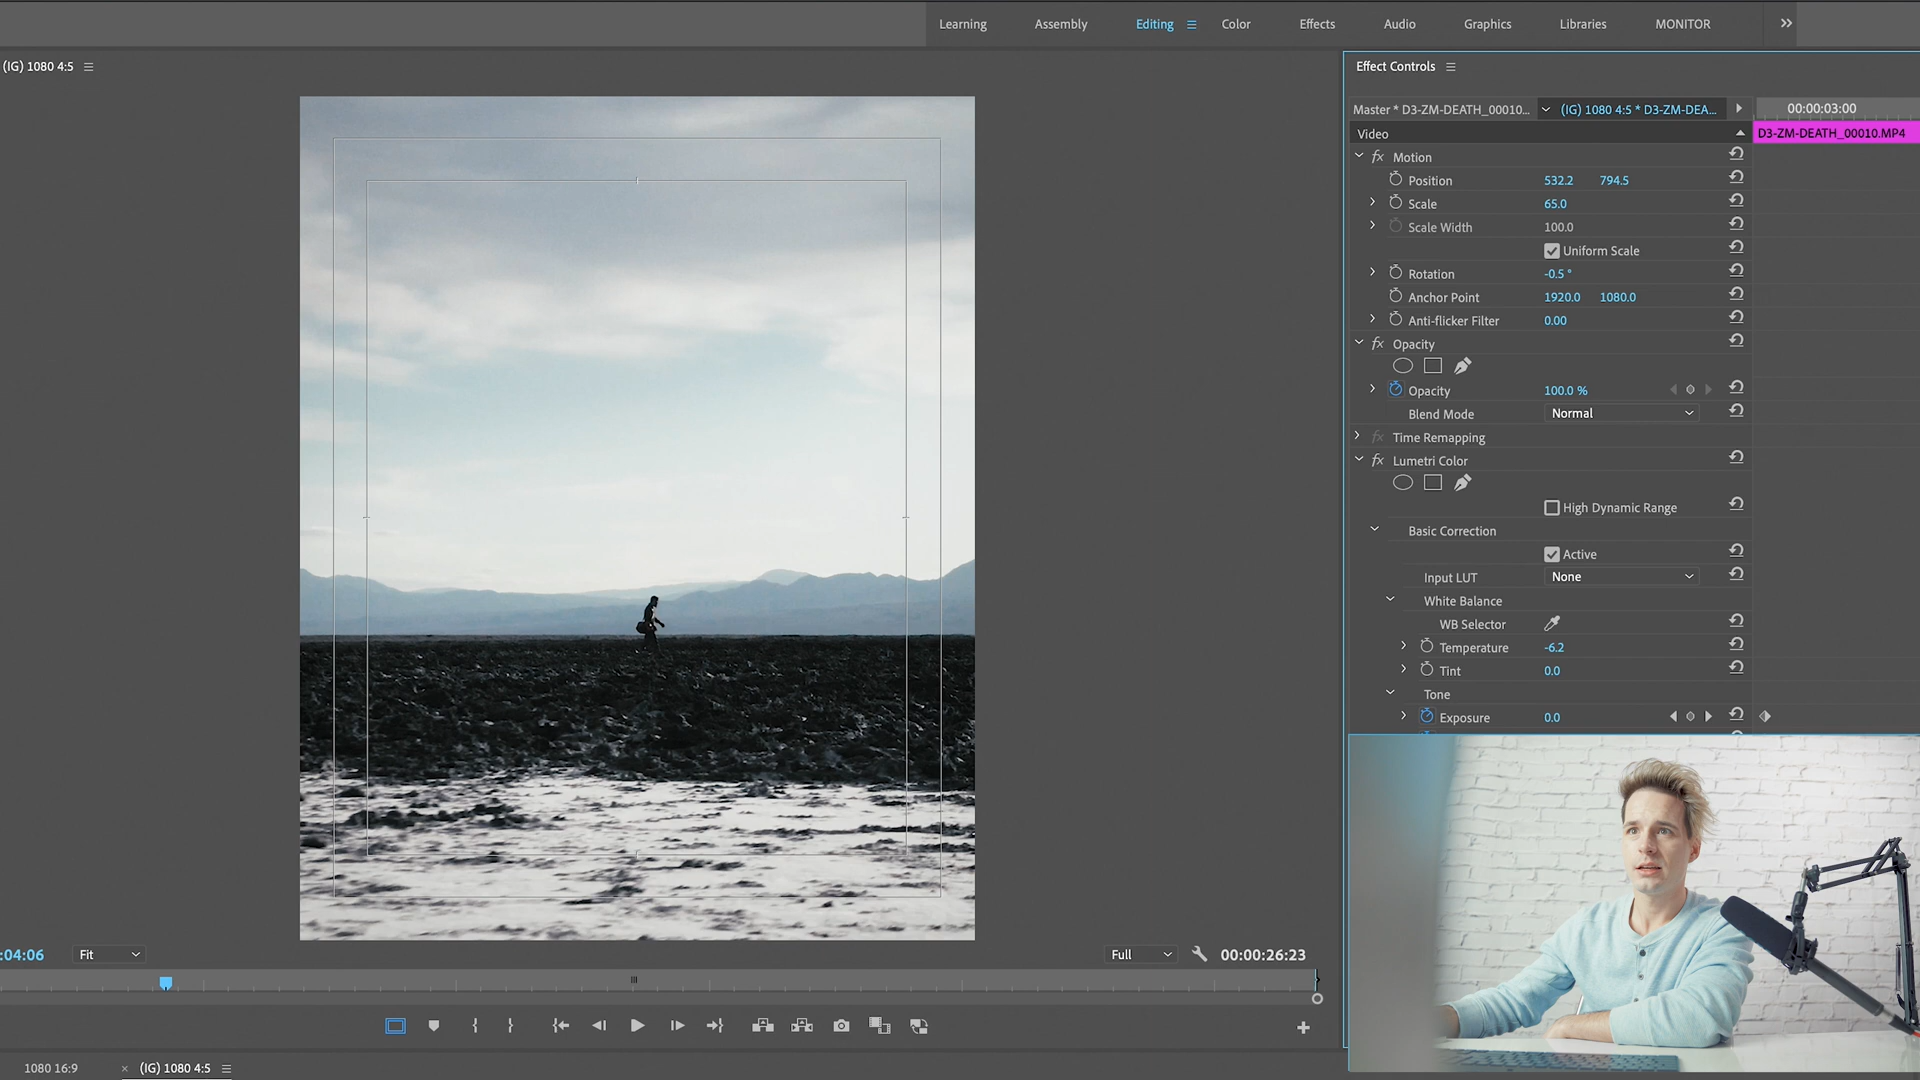 Learning Assembly Editing Color Effects Audio Graphics Libraries MONITOR
(IG) 1080 4:5
Effect Controls
Master * D3-ZM-DEATH_00010... (IG) 1080 4:5 * D3-ZM-DEA... 00:00:03:00
Video D3-ZM-DEATH_00010.MP4
fx Motion
Position 532.2 794.5
Scale 65.0
Scale Width 100.0
Uniform Scale
Rotation -0.5 °
Anchor Point 1920.0 1080.0
Anti-flicker Filter 0.00
fx Opacity
Opacity 100.0 %
Blend Mode Normal
fx Time Remapping
fx Lumetri Color
High Dynamic Range
Basic Correction
Active
Input LUT None
White Balance
WB Selector
Temperature -6.2
Tint 0.0
Tone
Exposure 0.0
:04:06 Fit Full 00:00:26:23
1080 16:9 × (IG) 1080 4:5